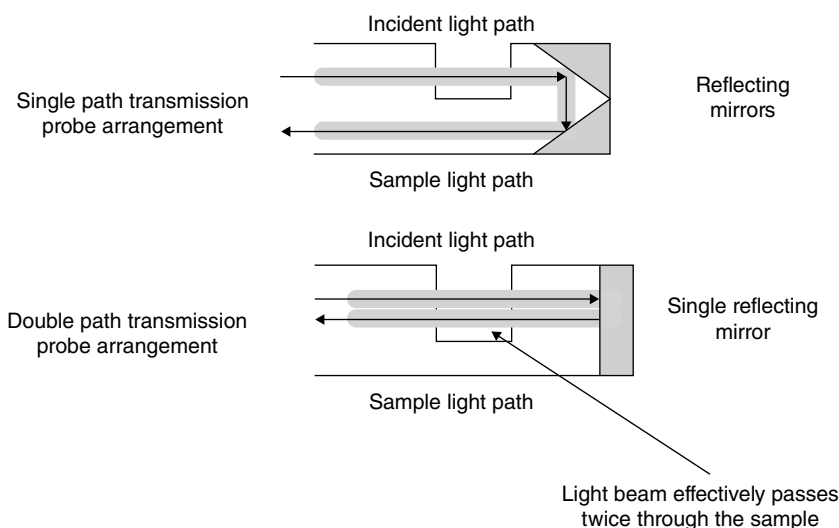 Incident light path
Single path transmission
probe arrangement
Reflecting
mirrors
Sample light path
Incident light path
Double path transmission
probe arrangement
Single reflecting
mirror
Sample light path
Light beam effectively passes
twice through the sample